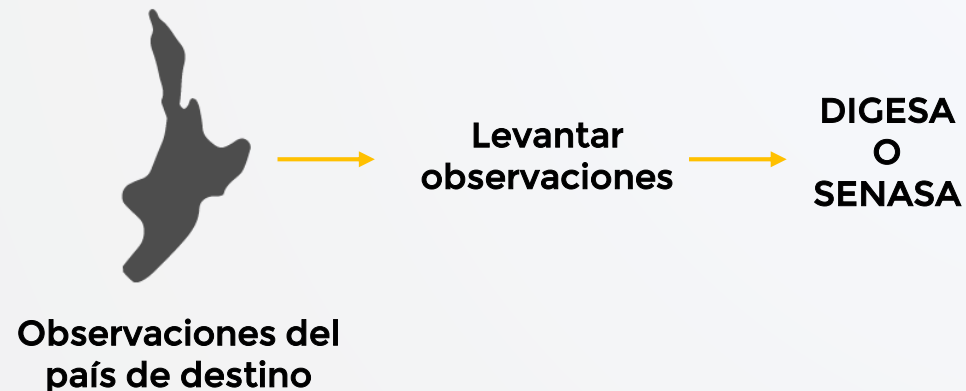 Observaciones del
país de destino
Levantar
observaciones
DIGESA
O
SENASA